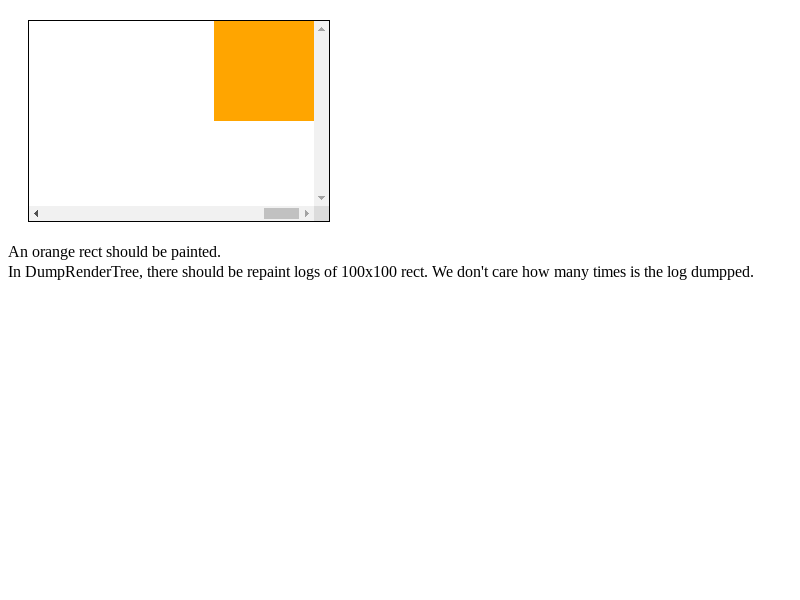 An orange rect should be painted.
In DumpRenderTree, there should be repaint logs of 100x100 rect. We don't care how many times is the log dumpped.